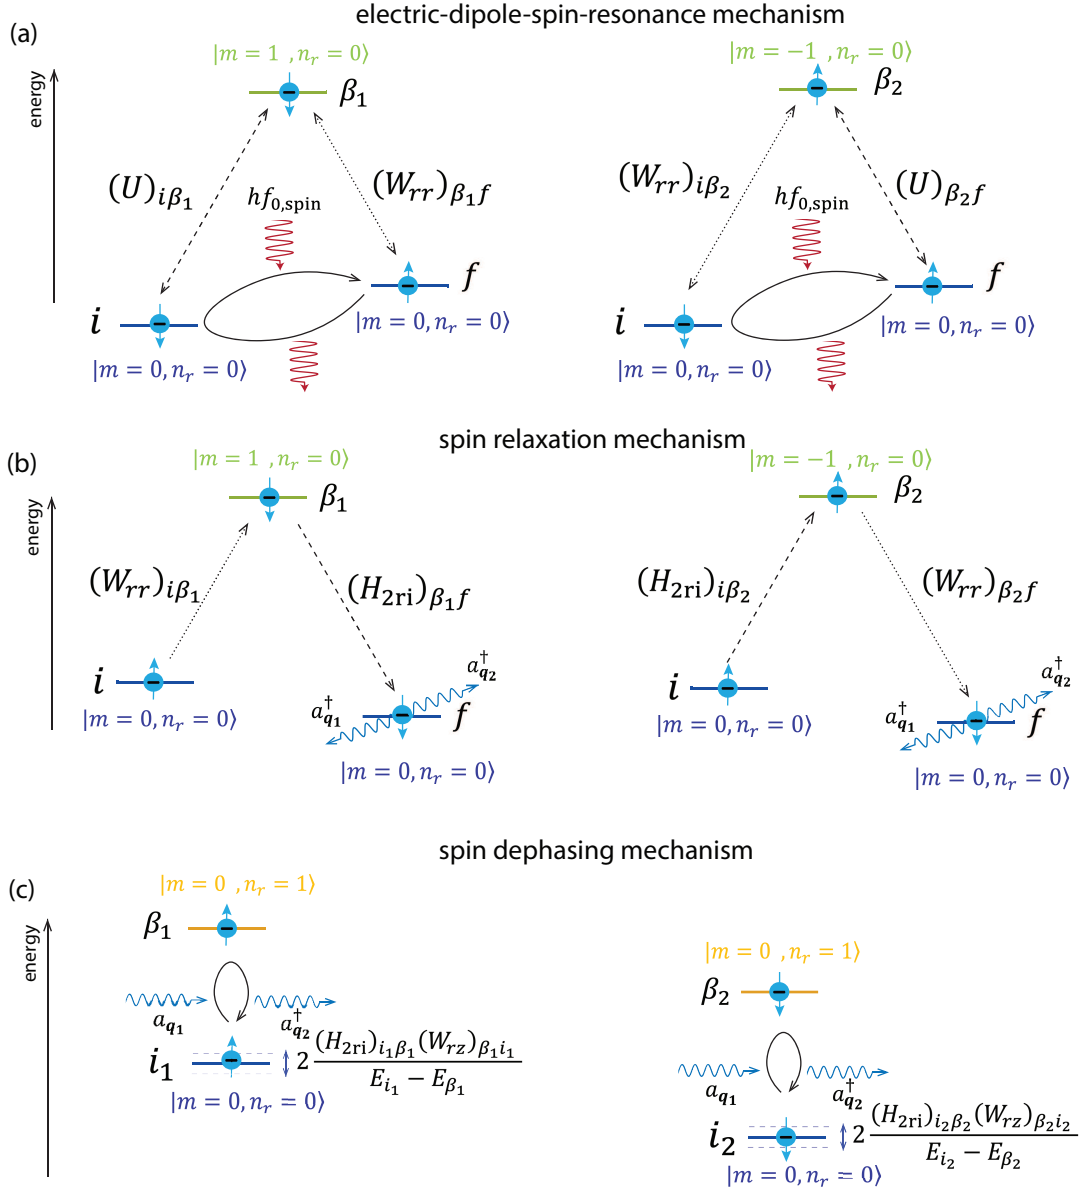 electric-dipole-spin-resonance mechanism
(a)
energy
|m = 1 , n_r = 0⟩
β_1
(U)_{iβ_1}
(W_{rr})_{β_1 f}
hf_{0,spin}
i
|m = 0, n_r = 0⟩
f
|m = 0, n_r = 0⟩
|m = −1 , n_r = 0⟩
β_2
(W_{rr})_{iβ_2}
(U)_{β_2 f}
hf_{0,spin}
i
|m = 0, n_r = 0⟩
f
|m = 0, n_r = 0⟩
spin relaxation mechanism
(b)
energy
|m = 1 , n_r = 0⟩
β_1
(W_{rr})_{iβ_1}
(H_{2ri})_{β_1 f}
i
|m = 0, n_r = 0⟩
a_{q_1}^†
a_{q_2}^†
f
|m = 0, n_r = 0⟩
|m = −1 , n_r = 0⟩
β_2
(H_{2ri})_{iβ_2}
(W_{rr})_{β_2 f}
i
|m = 0, n_r = 0⟩
a_{q_1}^†
a_{q_2}^†
f
|m = 0, n_r = 0⟩
spin dephasing mechanism
(c)
energy
|m = 0 , n_r = 1⟩
β_1
a_{q_1}
a_{q_2}^†
i_1
2 (H_{2ri})_{i_1 β_1} (W_{rz})_{β_1 i_1}
E_{i_1} − E_{β_1}
|m = 0, n_r = 0⟩
|m = 0 , n_r = 1⟩
β_2
a_{q_1}
a_{q_2}^†
i_2
2 (H_{2ri})_{i_2 β_2} (W_{rz})_{β_2 i_2}
E_{i_2} − E_{β_2}
|m = 0, n_r = 0⟩